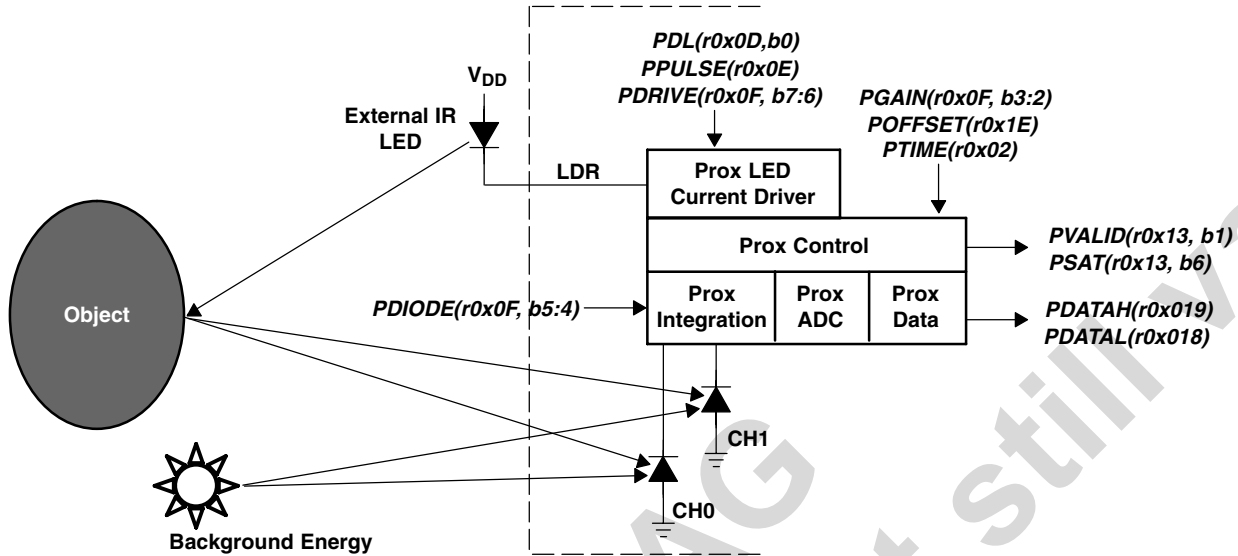 PDL(r0x0D,b0)
PPULSE(r0x0E)
PDRIVE(r0x0F, b7:6)
VDD
External IR
LED
PGAIN(r0x0F, b3:2)
POFFSET(r0x1E)
PTIME(r0x02)
LDR
Prox LED
Current Driver
Prox Control
PVALID(r0x13, b1)
PSAT(r0x13, b6)
Object
PDIODE(r0x0F, b5:4)
Prox
Integration
Prox
ADC
Prox
Data
PDATAH(r0x019)
PDATAL(r0x018)
CH1
CH0
Background Energy
AG
still